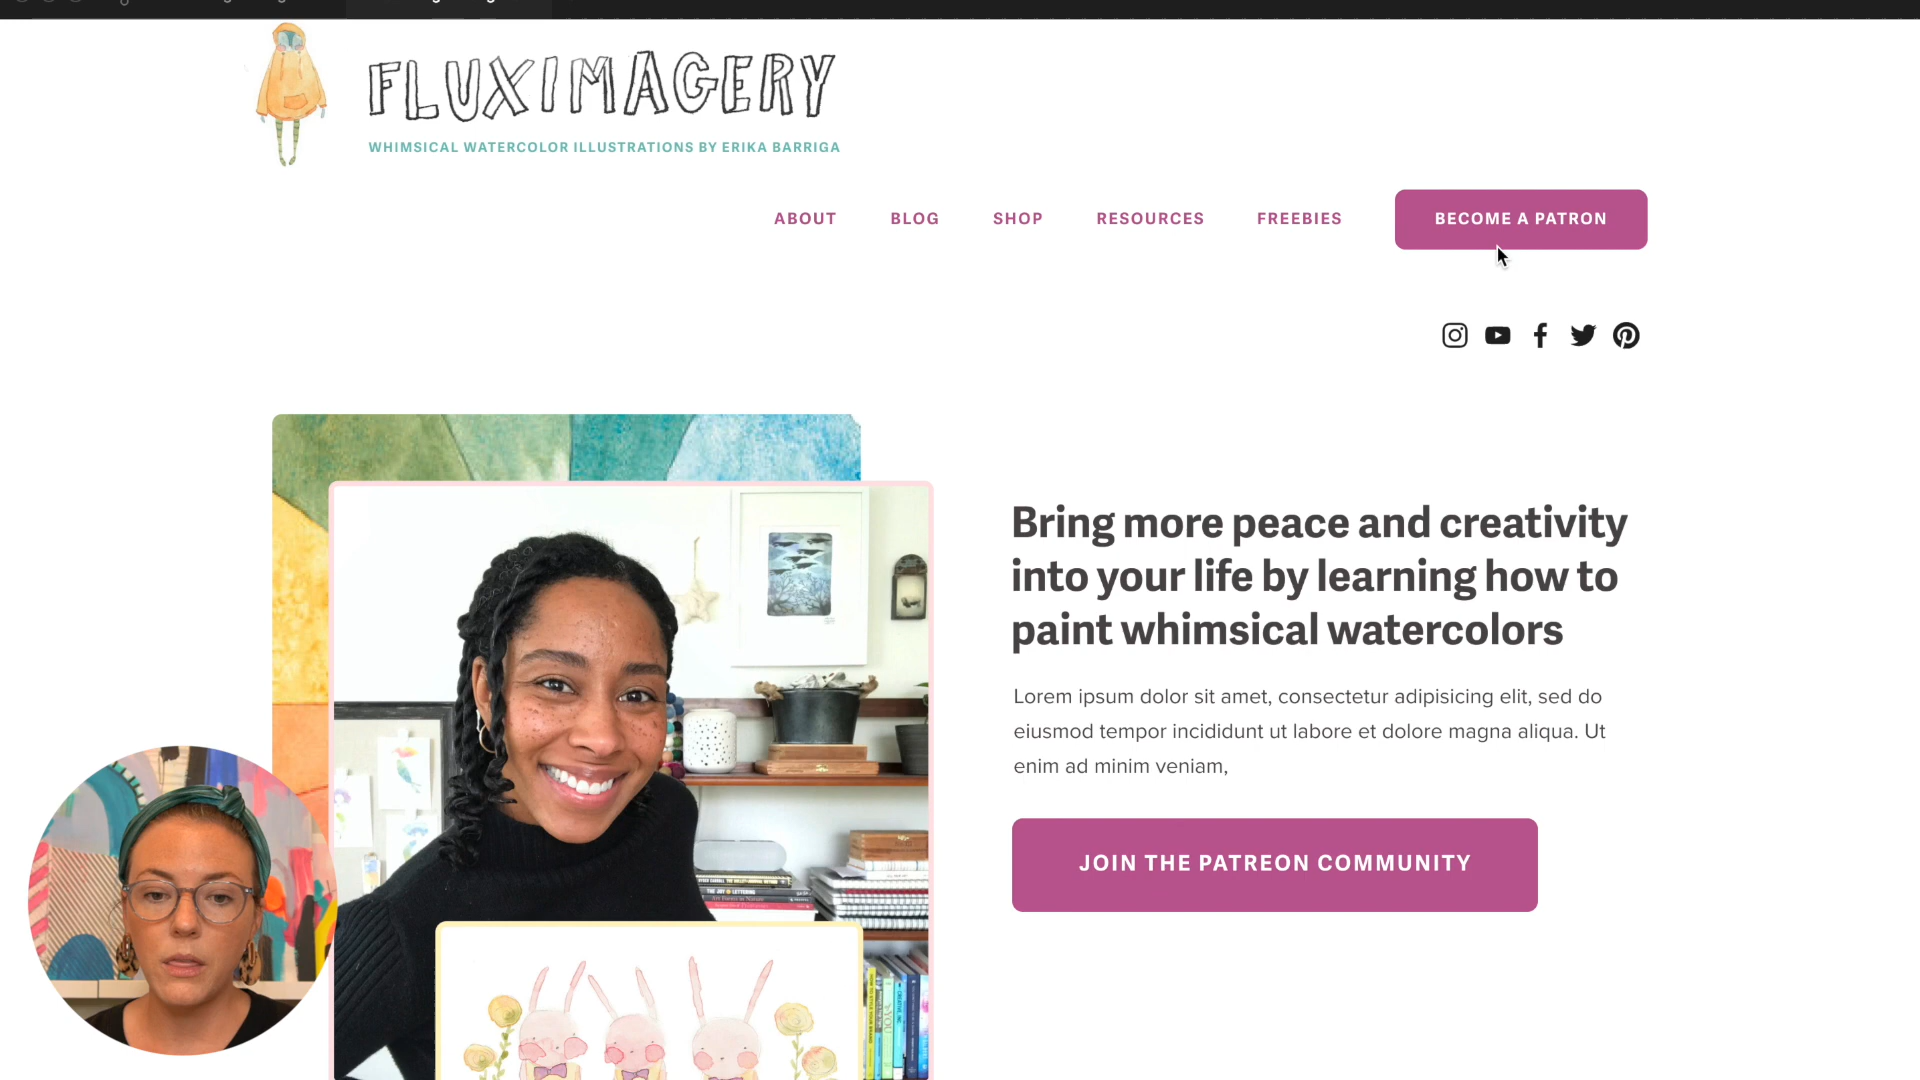 FLUXIMAGERY
WHIMSICAL WATERCOLOR ILLUSTRATIONS BY ERIKA BARRIGA
ABOUT BLOG SHOP RESOURCES FREEBIES BECOME A PATRON
Bring more peace and creativity
into your life by learning how to
paint whimsical watercolors
Lorem ipsum dolor sit amet, consectetur adipisicing elit, sed do
eiusmod tempor incididunt ut labore et dolore magna aliqua. Ut
enim ad minim veniam,
JOIN THE PATREON COMMUNITY